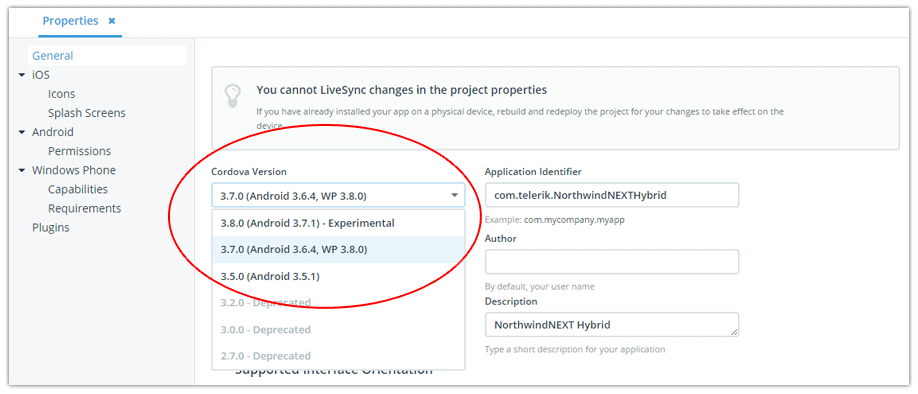 Properties ×
General
iOS
Icons
Splash Screens
Android
Permissions
Windows Phone
Capabilities
Requirements
Plugins
You cannot LiveSync changes in the project properties
If you have already installed your app on a physical device, rebuild and redeploy the project for your changes to take effect on the
device.
Cordova Version
3.7.0 (Android 3.6.4, WP 3.8.0)
3.8.0 (Android 3.7.1) - Experimental
3.7.0 (Android 3.6.4, WP 3.8.0)
3.5.0 (Android 3.5.1)
3.2.0 - Deprecated
3.0.0 - Deprecated
2.7.0 - Deprecated
Supported Interface Orientation
Application Identifier
com.telerik.NorthwindNEXTHybrid
Example: com.mycompany.myapp
Author
By default, your user name
Description
NorthwindNEXT Hybrid
Type a short description for your application